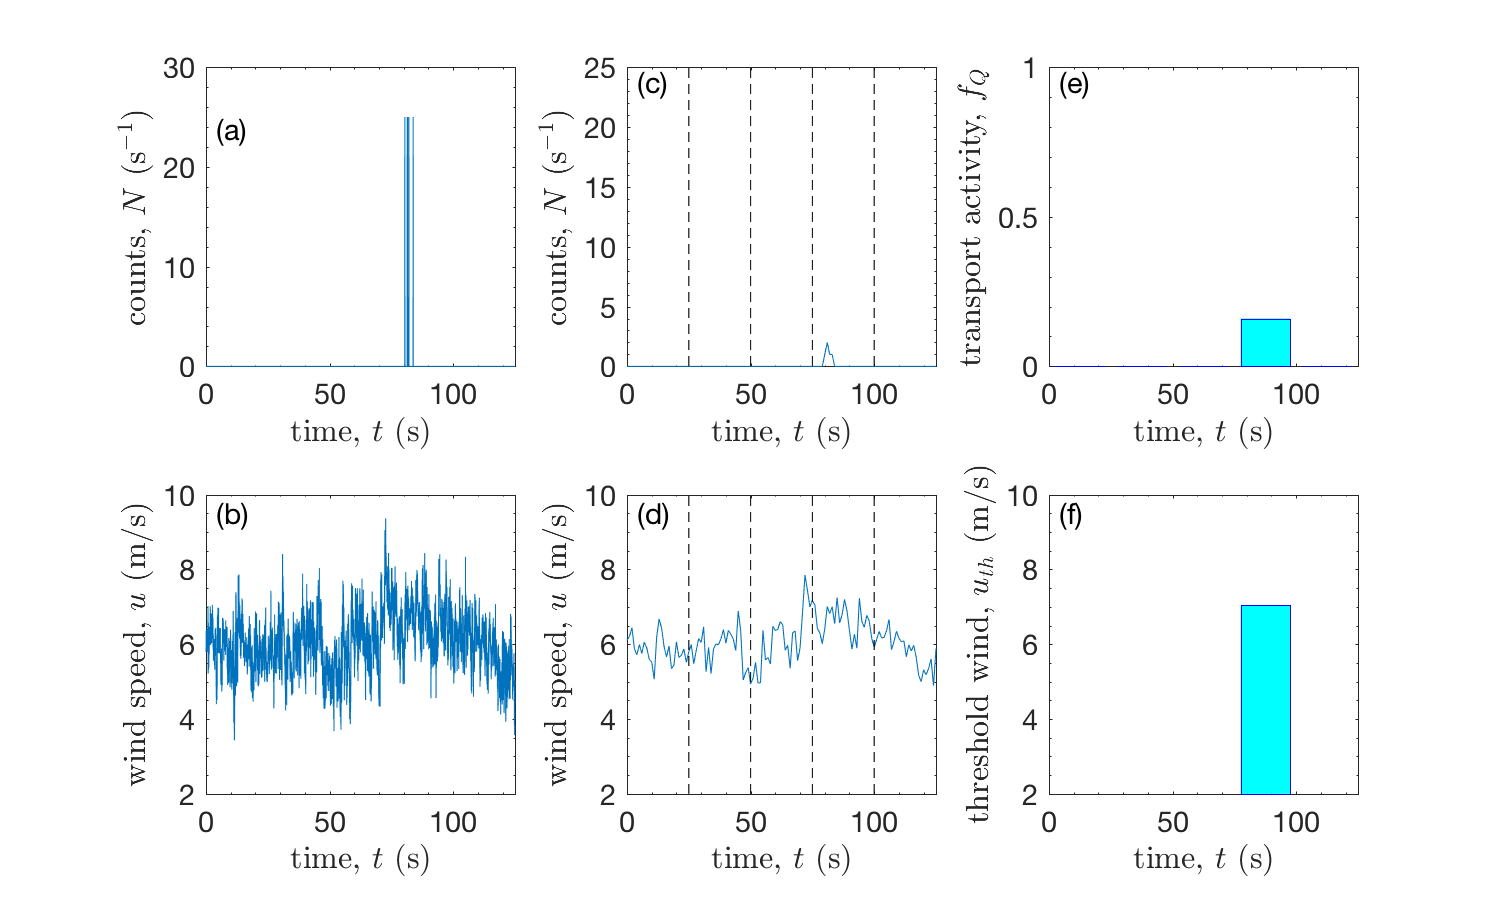 30
20
10
0
0 50 100
(a)
counts, N (s⁻¹)
time, t (s)
25
20
15
10
5
0
0 50 100
(c)
counts, N (s⁻¹)
time, t (s)
1
0.5
0
0 50 100
(e)
transport activity, f_Q
time, t (s)
10
8
6
4
2
0 50 100
(b)
wind speed, u (m/s)
time, t (s)
10
8
6
4
2
0 50 100
(d)
wind speed, u (m/s)
time, t (s)
10
8
6
4
2
0 50 100
(f)
threshold wind, u_th (m/s)
time, t (s)